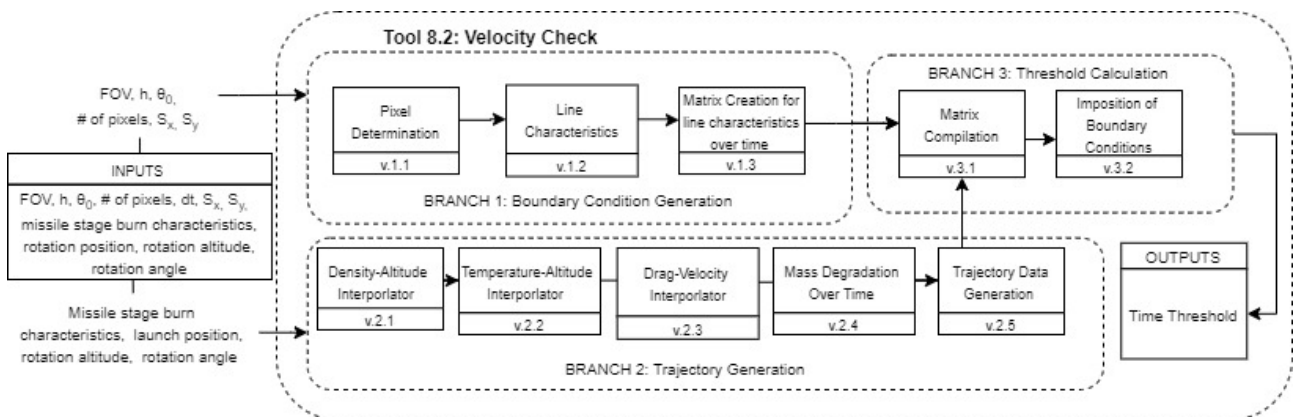 Tool 8.2: Velocity Check
FOV, h, θ₀,
# of pixels, Sₓ, Sᵧ
INPUTS
FOV, h, θ₀, # of pixels, dt, Sₓ, Sᵧ,
missile stage burn characteristics,
rotation position, rotation altitude,
rotation angle
Missile stage burn
characteristics, launch position,
rotation altitude, rotation angle
Pixel
Determination
v.1.1
Line
Characteristics
v.1.2
Matrix Creation for
line characteristics
over time
v.1.3
BRANCH 1: Boundary Condition Generation
BRANCH 3: Threshold Calculation
Matrix
Compilation
v.3.1
Imposition of
Boundary
Conditions
v.3.2
Density-Altitude
Interporlator
v.2.1
Temperature-Altitude
Interporlator
v.2.2
Drag-Velocity
Interporlator
v.2.3
Mass Degradation
Over Time
v.2.4
Trajectory Data
Generation
v.2.5
BRANCH 2: Trajectory Generation
OUTPUTS
Time Threshold